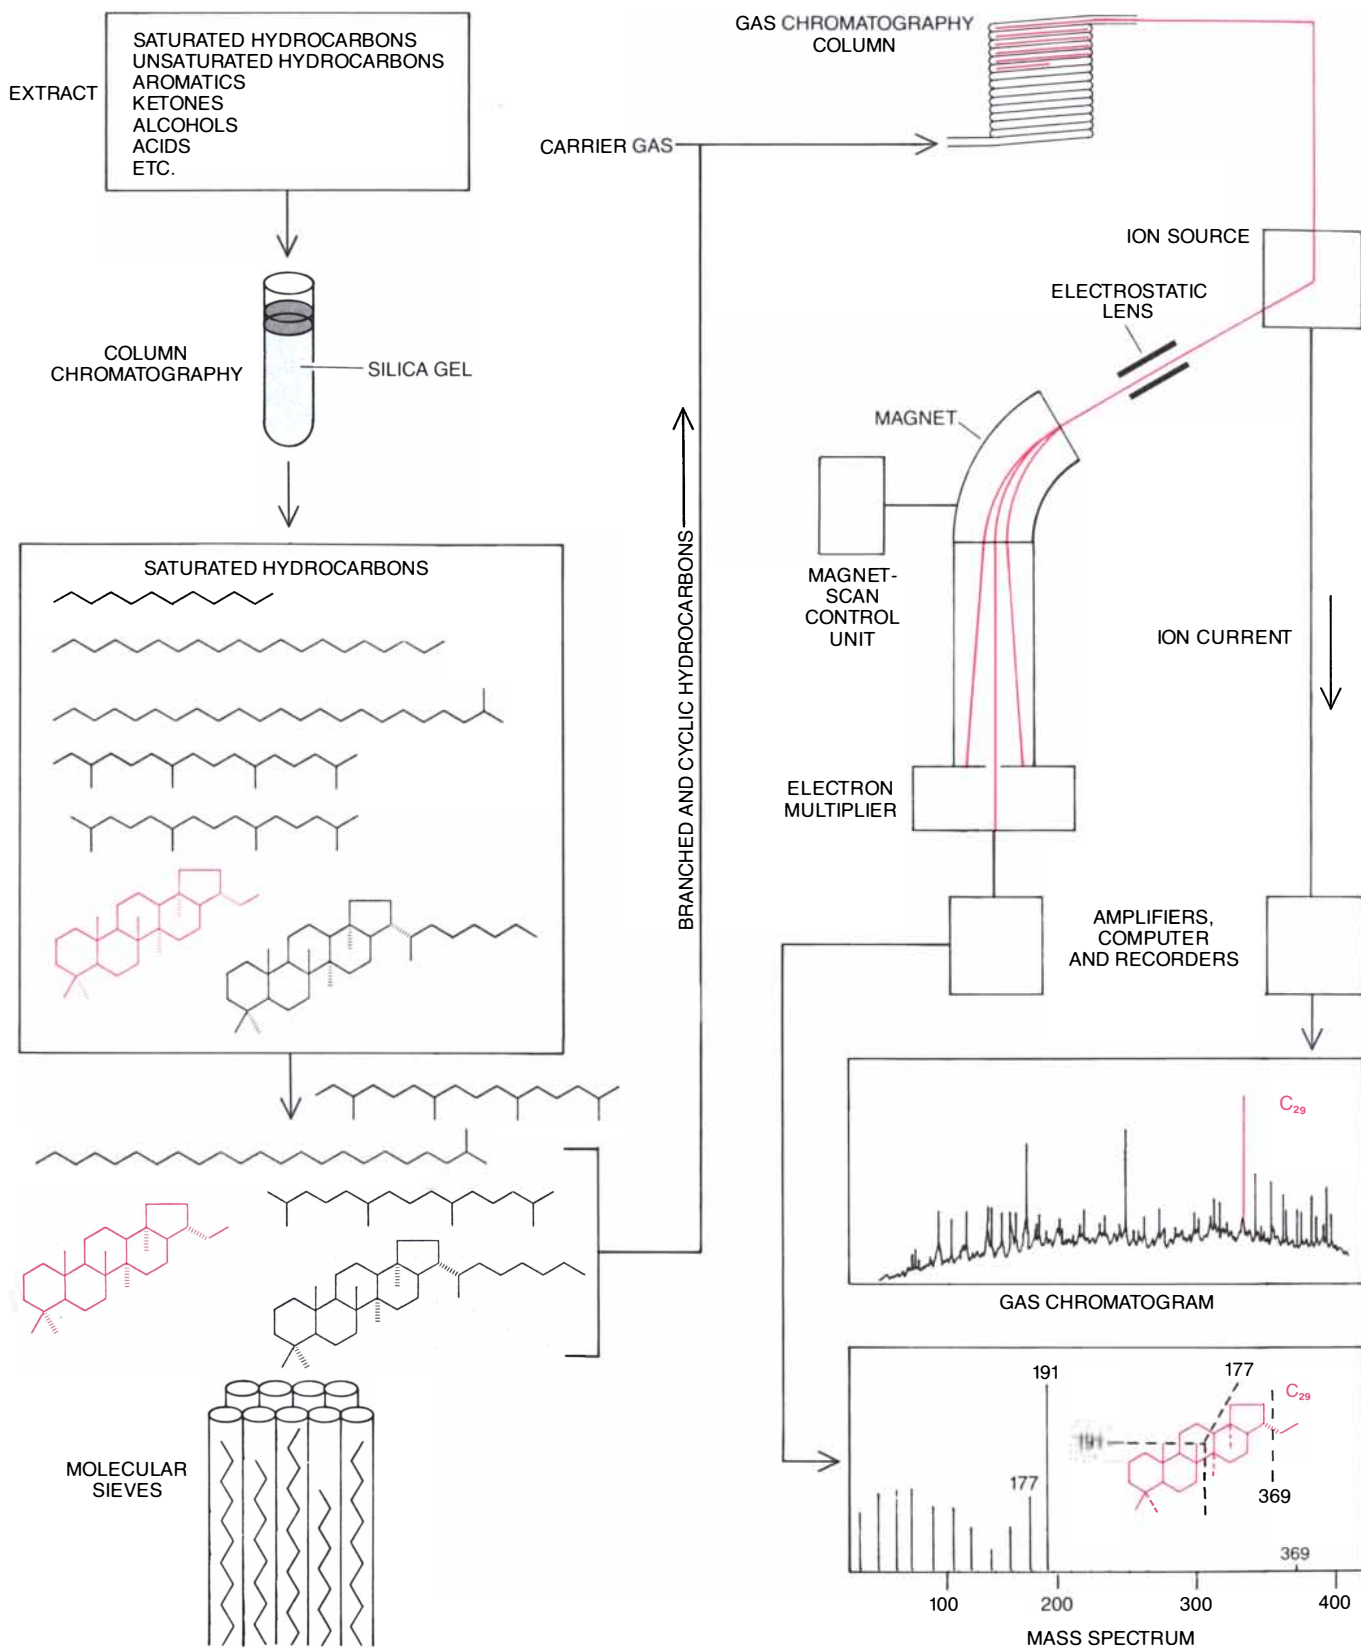 EXTRACT
SATURATED HYDROCARBONS
UNSATURATED HYDROCARBONS
AROMATICS
KETONES
ALCOHOLS
ACIDS
ETC.
COLUMN
CHROMATOGRAPHY
SILICA GEL
SATURATED HYDROCARBONS
MOLECULAR
SIEVES
BRANCHED AND CYCLIC HYDROCARBONS
CARRIER GAS
GAS CHROMATOGRAPHY
COLUMN
ION SOURCE
ELECTROSTATIC
LENS
MAGNET
MAGNET-
SCAN
CONTROL
UNIT
ION CURRENT
ELECTRON
MULTIPLIER
AMPLIFIERS,
COMPUTER
AND RECORDERS
C₂₉
GAS CHROMATOGRAM
191
177
C₂₉
191
177
369
369
100
200
300
400
MASS SPECTRUM